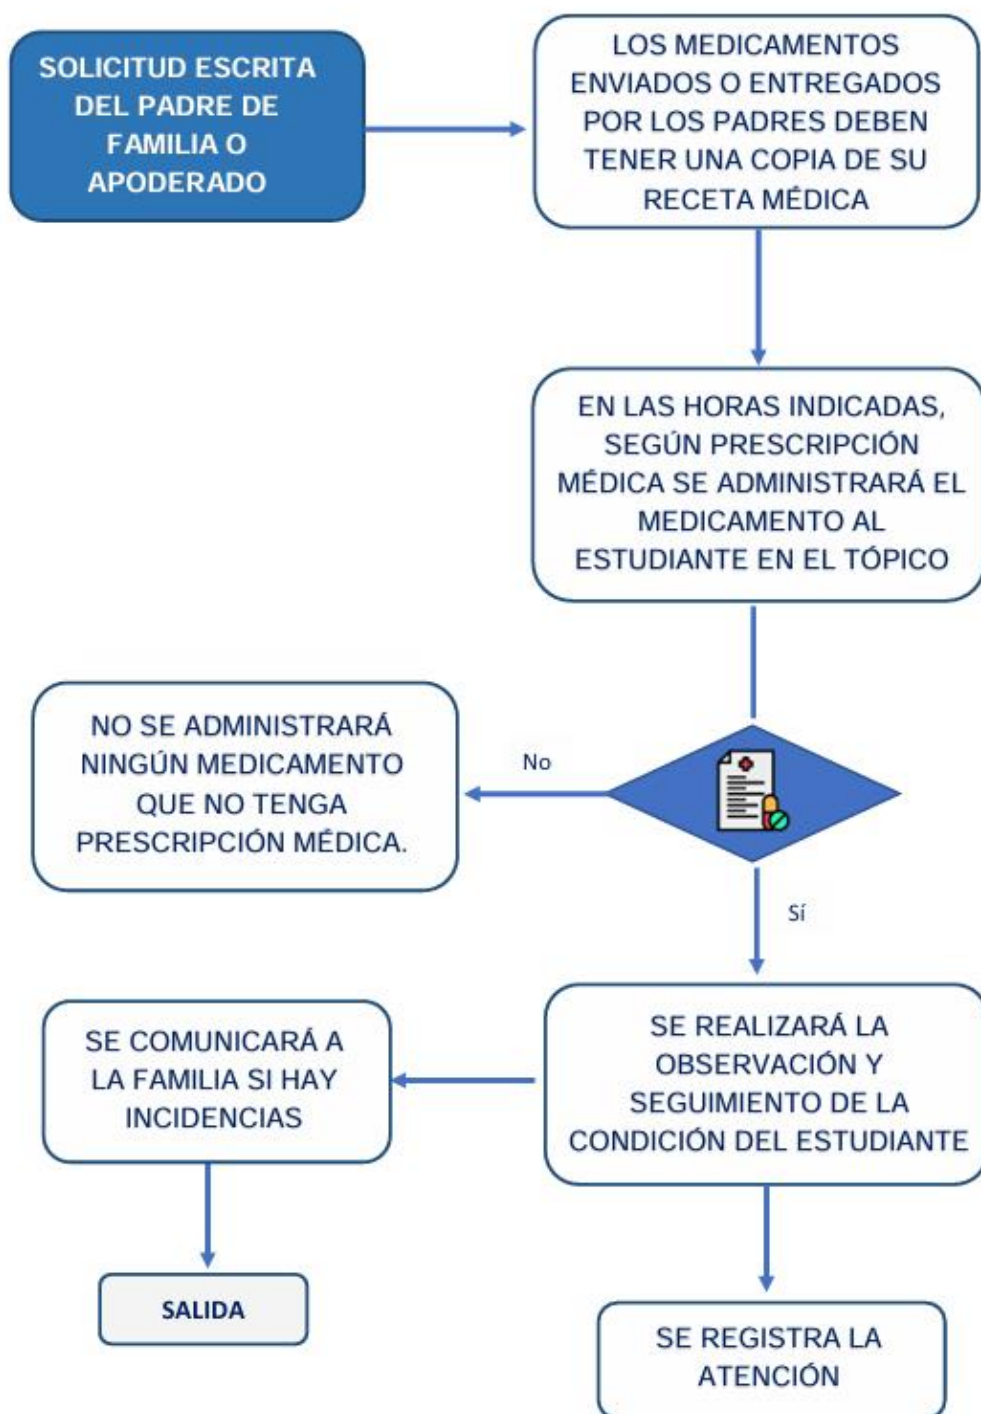 SOLICITUD ESCRITA
DEL PADRE DE
FAMILIA O
APODERADO
LOS MEDICAMENTOS
ENVIADOS O ENTREGADOS
POR LOS PADRES DEBEN
TENER UNA COPIA DE SU
RECETA MÉDICA
EN LAS HORAS INDICADAS,
SEGÚN PRESCRIPCIÓN
MÉDICA SE ADMINISTRARÁ EL
MEDICAMENTO AL
ESTUDIANTE EN EL TÓPICO
NO SE ADMINISTRARÁ
NINGÚN MEDICAMENTO
QUE NO TENGA
PRESCRIPCIÓN MÉDICA.
No
Sí
SE COMUNICARÁ A
LA FAMILIA SI HAY
INCIDENCIAS
SE REALIZARÁ LA
OBSERVACIÓN Y
SEGUIMIENTO DE LA
CONDICIÓN DEL ESTUDIANTE
SALIDA
SE REGISTRA LA
ATENCIÓN